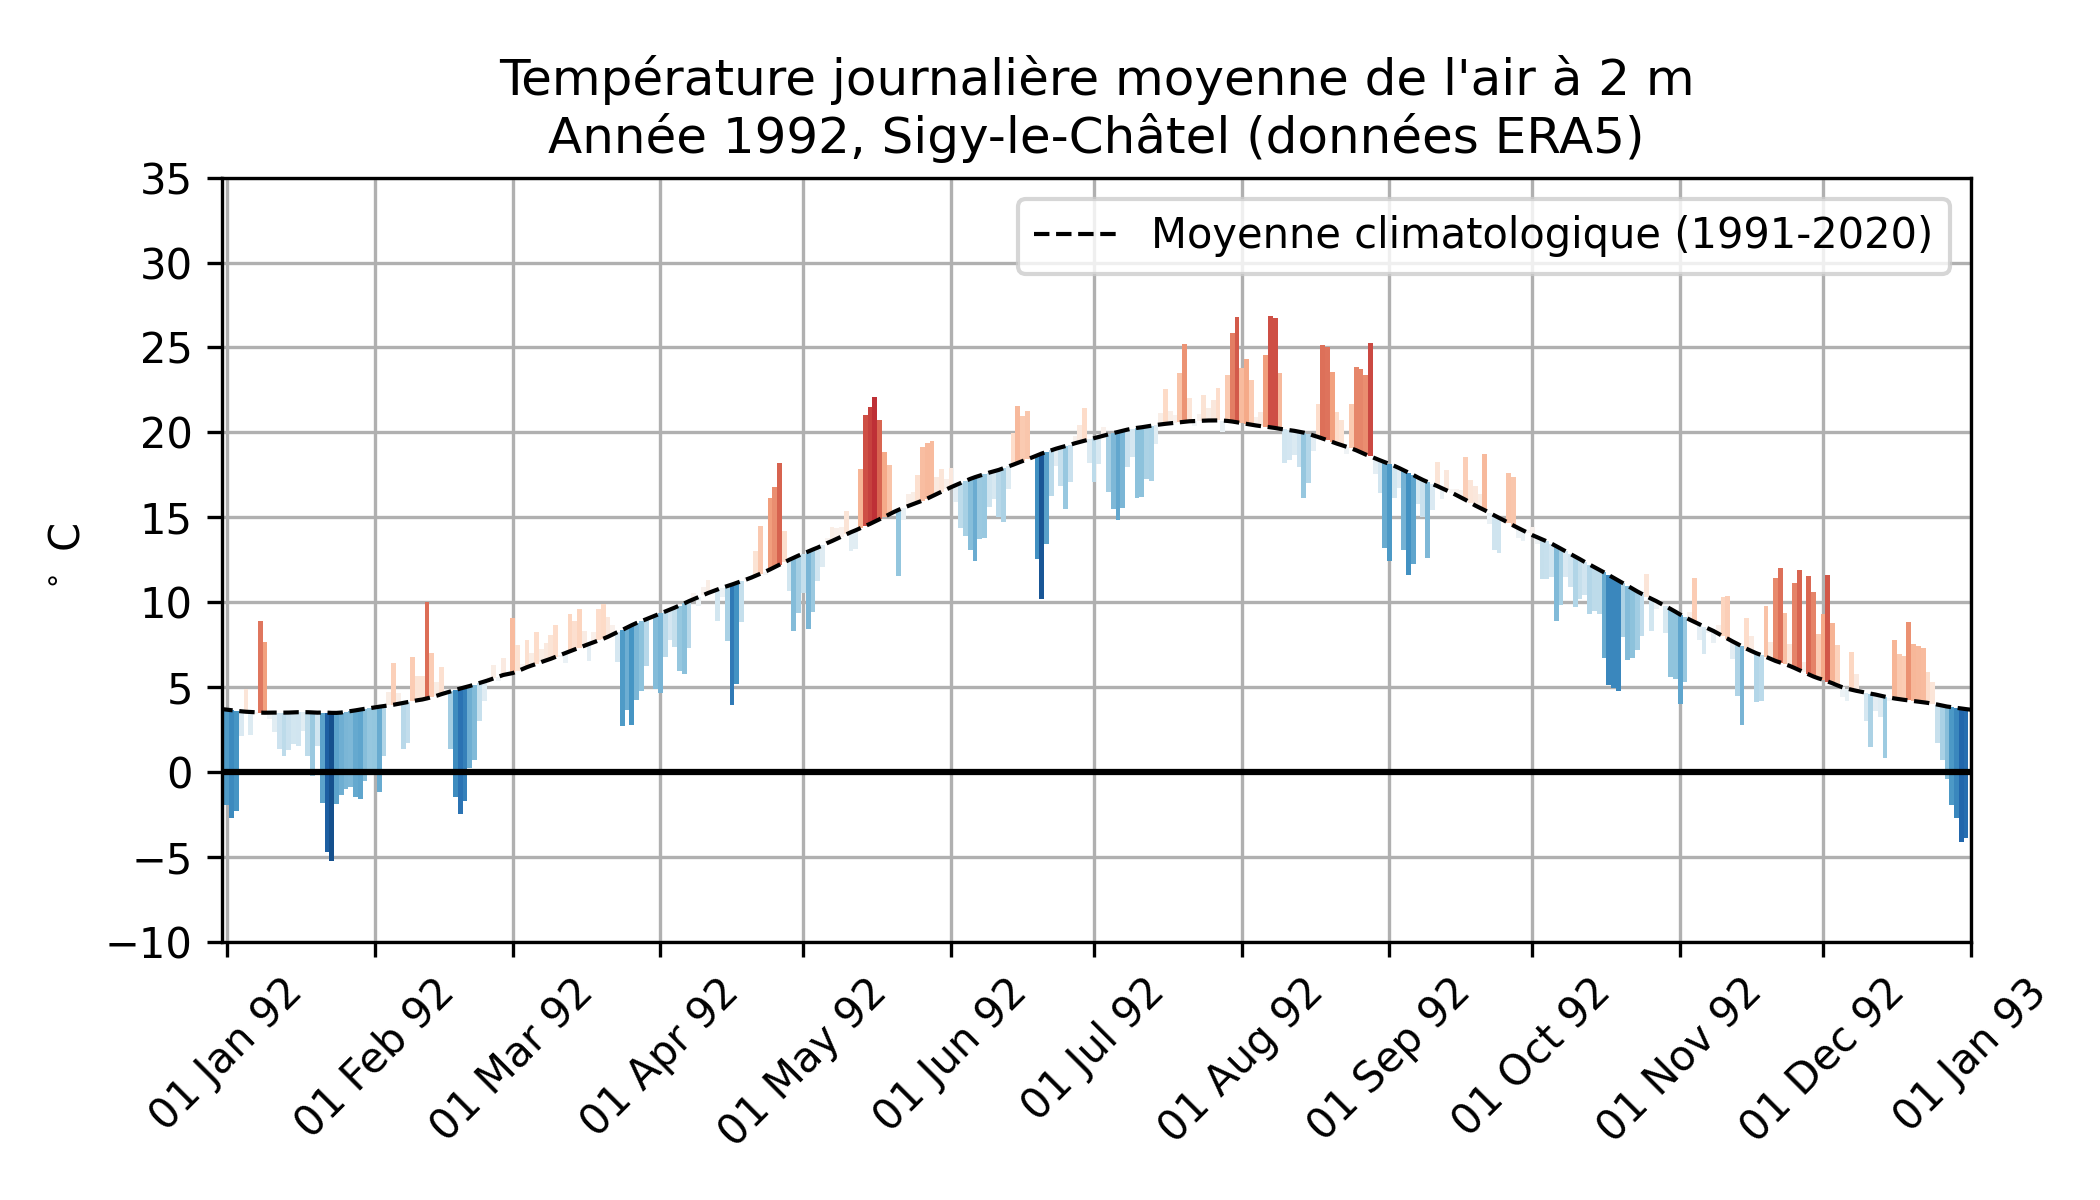 Température journalière moyenne de l'air à 2 m
Année 1992, Sigy-le-Châtel (données ERA5)
Moyenne climatologique (1991-2020)
° C
35
30
25
20
15
10
5
0
−5
−10
01 Jan 92
01 Feb 92
01 Mar 92
01 Apr 92
01 May 92
01 Jun 92
01 Jul 92
01 Aug 92
01 Sep 92
01 Oct 92
01 Nov 92
01 Dec 92
01 Jan 93